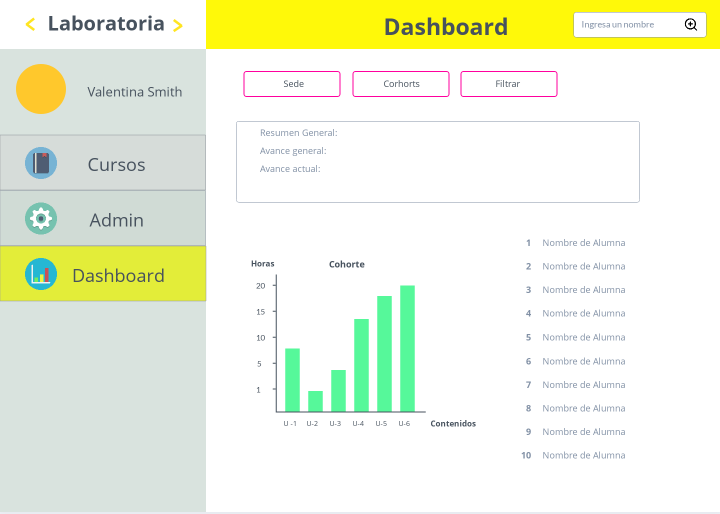 < Laboratoria >
Dashboard
Ingresa un nombre
Valentina Smith
Cursos
Admin
Dashboard
Sede
Corhorts
Filtrar
Resumen General:
Avance general:
Avance actual:
Horas
Cohorte
20
15
10
5
1
U -1 U-2 U-3 U-4 U-5 U-6
Contenidos
1 Nombre de Alumna
2 Nombre de Alumna
3 Nombre de Alumna
4 Nombre de Alumna
5 Nombre de Alumna
6 Nombre de Alumna
7 Nombre de Alumna
8 Nombre de Alumna
9 Nombre de Alumna
10 Nombre de Alumna